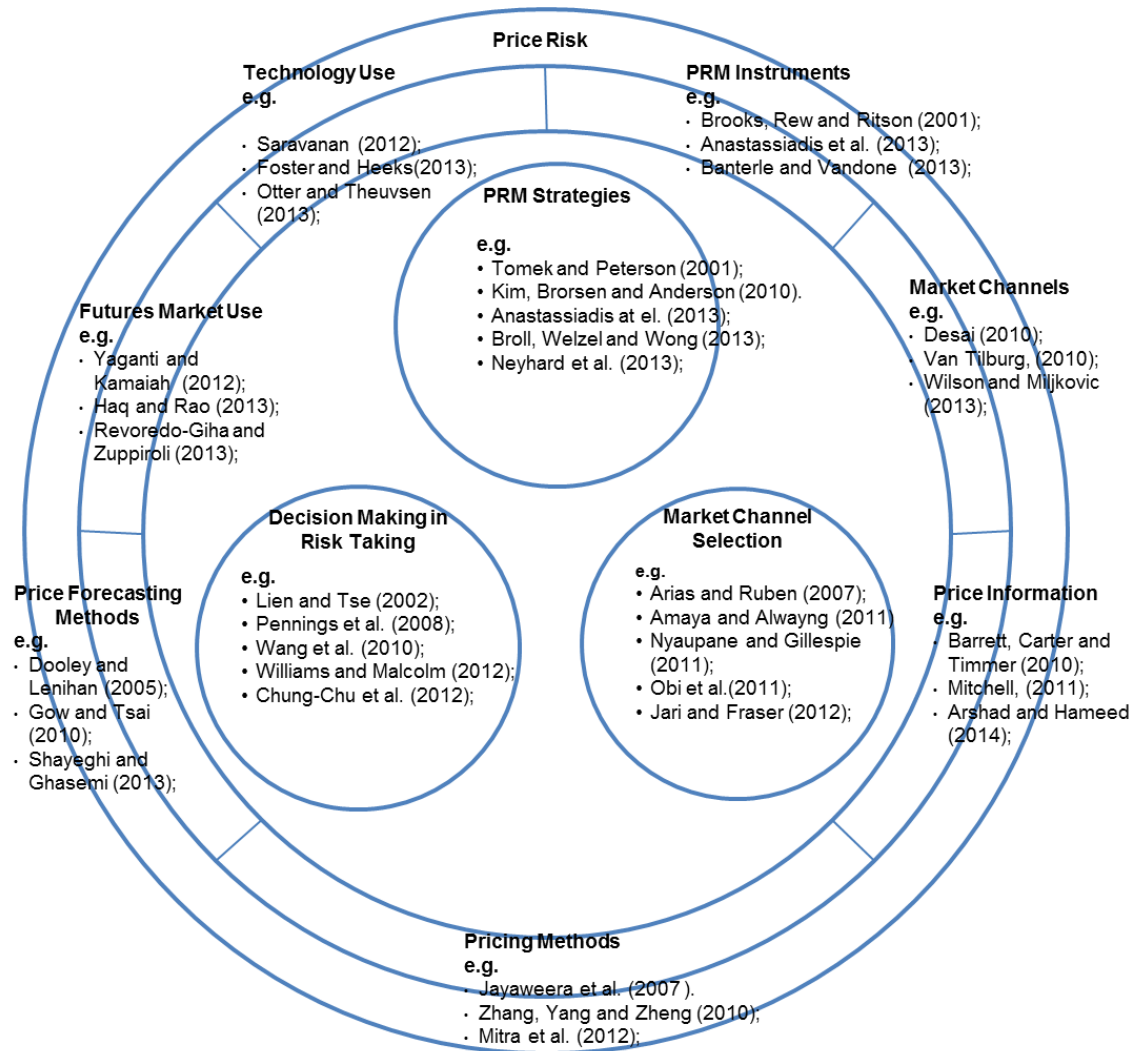 Price Risk
Technology Use
e.g.
• Saravanan (2012);
• Foster and Heeks(2013);
• Otter and Theuvsen
(2013);
PRM Instruments
e.g.
• Brooks, Rew and Ritson (2001);
• Anastassiadis et al. (2013);
• Banterle and Vandone (2013);
PRM Strategies
e.g.
• Tomek and Peterson (2001);
• Kim, Brorsen and Anderson (2010).
• Anastassiadis at el. (2013);
• Broll, Welzel and Wong (2013);
• Neyhard et al. (2013);
Futures Market Use
e.g.
• Yaganti and
Kamaiah (2012);
• Haq and Rao (2013);
• Revoredo-Giha and
Zuppiroli (2013);
Market Channels
e.g.
• Desai (2010);
• Van Tilburg, (2010);
• Wilson and Miljkovic
(2013);
Decision Making in
Risk Taking
e.g.
• Lien and Tse (2002);
• Pennings et al. (2008);
• Wang et al. (2010);
• Williams and Malcolm (2012);
• Chung-Chu et al. (2012);
Market Channel
Selection
e.g.
• Arias and Ruben (2007);
• Amaya and Alwayng (2011)
• Nyaupane and Gillespie
(2011);
• Obi et al.(2011);
• Jari and Fraser (2012);
Price Forecasting
Methods
e.g.
• Dooley and
Lenihan (2005);
• Gow and Tsai
(2010);
• Shayeghi and
Ghasemi (2013);
Price Information
e.g.
• Barrett, Carter and
Timmer (2010);
• Mitchell, (2011);
• Arshad and Hameed
(2014);
Pricing Methods
e.g.
• Jayaweera et al. (2007).
• Zhang, Yang and Zheng (2010);
• Mitra et al. (2012);